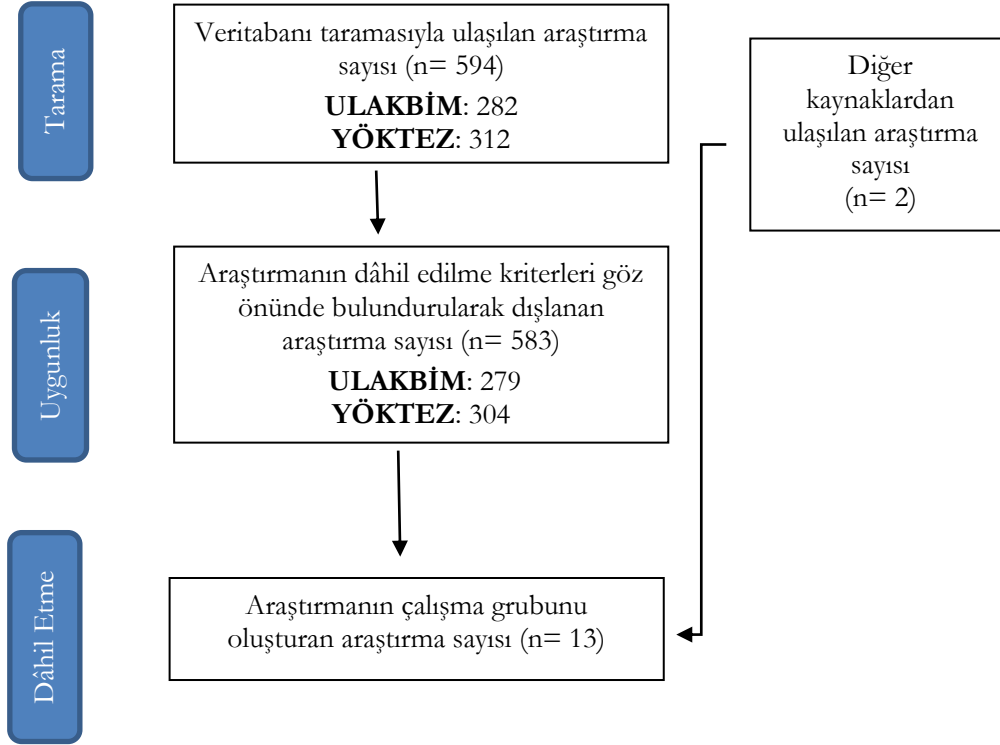 Tarama
Veritabanı taramasıyla ulaşılan araştırma
sayısı (n= 594)
ULAKBİM: 282
YÖKTEZ: 312
Diğer
kaynaklardan
ulaşılan araştırma
sayısı
(n= 2)
Uygunluk
Araştırmanın dâhil edilme kriterleri göz
önünde bulundurularak dışlanan
araştırma sayısı (n= 583)
ULAKBİM: 279
YÖKTEZ: 304
Dâhil Etme
Araştırmanın çalışma grubunu
oluşturan araştırma sayısı (n= 13)